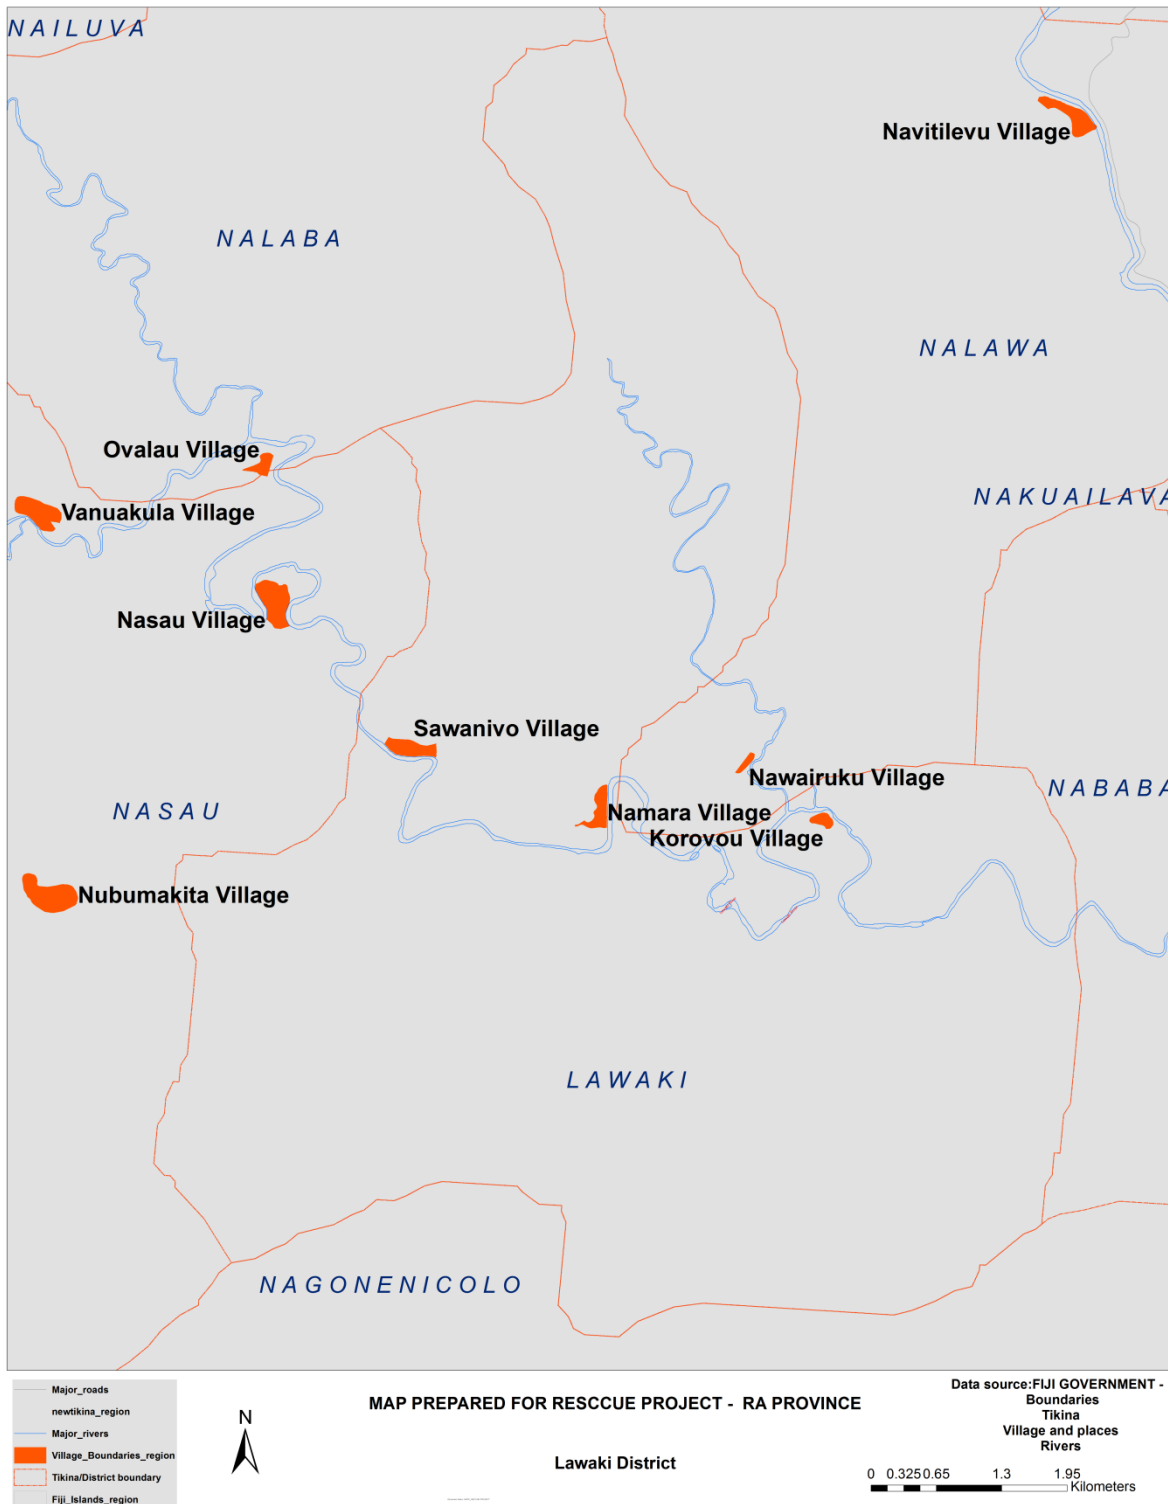 NAILUVA
Navitilevu Village
NALABA
NALAWA
Ovalau Village
NAKUAILAVA
Vanuakula Village
Nasau Village
Sawanivo Village
Nawairuku Village
NABABA
NASAU
Namara Village
Korovou Village
Nubumakita Village
LAWAKI
NAGONENICOLO
Major_roads
newtikina_region
Major_rivers
Village_Boundaries_region
Tikina/District boundary
Fiji_Islands_region
N
MAP PREPARED FOR RESCCUE PROJECT - RA PROVINCE
Lawaki District
Data source:FIJI GOVERNMENT -
Boundaries
Tikina
Village and places
Rivers
0 0.325 0.65 1.3 1.95
Kilometers